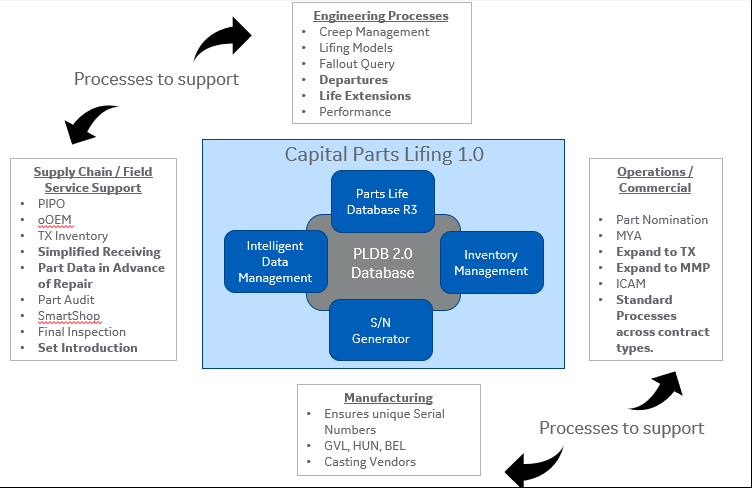 Engineering Processes
• Creep Management
• Lifing Models
• Fallout Query
• Departures
• Life Extensions
• Performance
Processes to support
Supply Chain / Field
Service Support
• PIPO
• oOEM
• TX Inventory
• Simplified Receiving
• Part Data in Advance
of Repair
• Part Audit
• SmartShop
• Final Inspection
• Set Introduction
Capital Parts Lifing 1.0
Parts Life
Database R3
Intelligent
Data
Management
PLDB 2.0
Database
Inventory
Management
S/N
Generator
Operations /
Commercial
• Part Nomination
• MYA
• Expand to TX
• Expand to MMP
• ICAM
• Standard
Processes
across contract
types.
Manufacturing
• Ensures unique Serial
Numbers
• GVL, HUN, BEL
• Casting Vendors
Processes to support